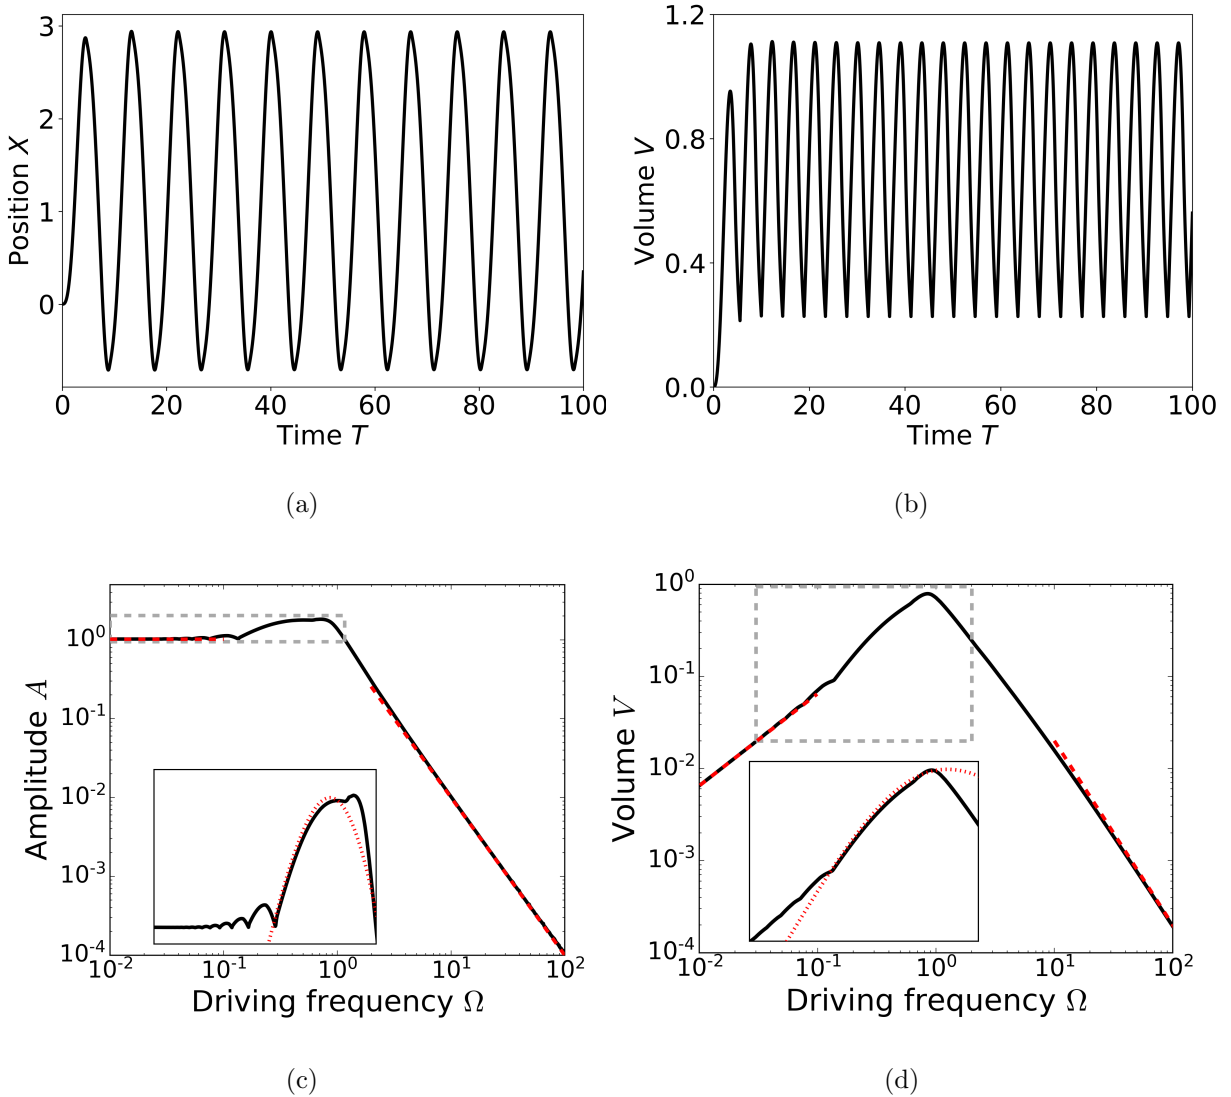 3
2
1
0
Position X
0 20 40 60 80 100
Time T
(a)
1.2
0.8
0.4
0.0
Volume V
0 20 40 60 80 100
Time T
(b)
10^0
10^-1
10^-2
10^-3
10^-4
Amplitude A
10^-2 10^-1 10^0 10^1 10^2
Driving frequency Ω
(c)
10^0
10^-1
10^-2
10^-3
10^-4
Volume V
10^-2 10^-1 10^0 10^1 10^2
Driving frequency Ω
(d)